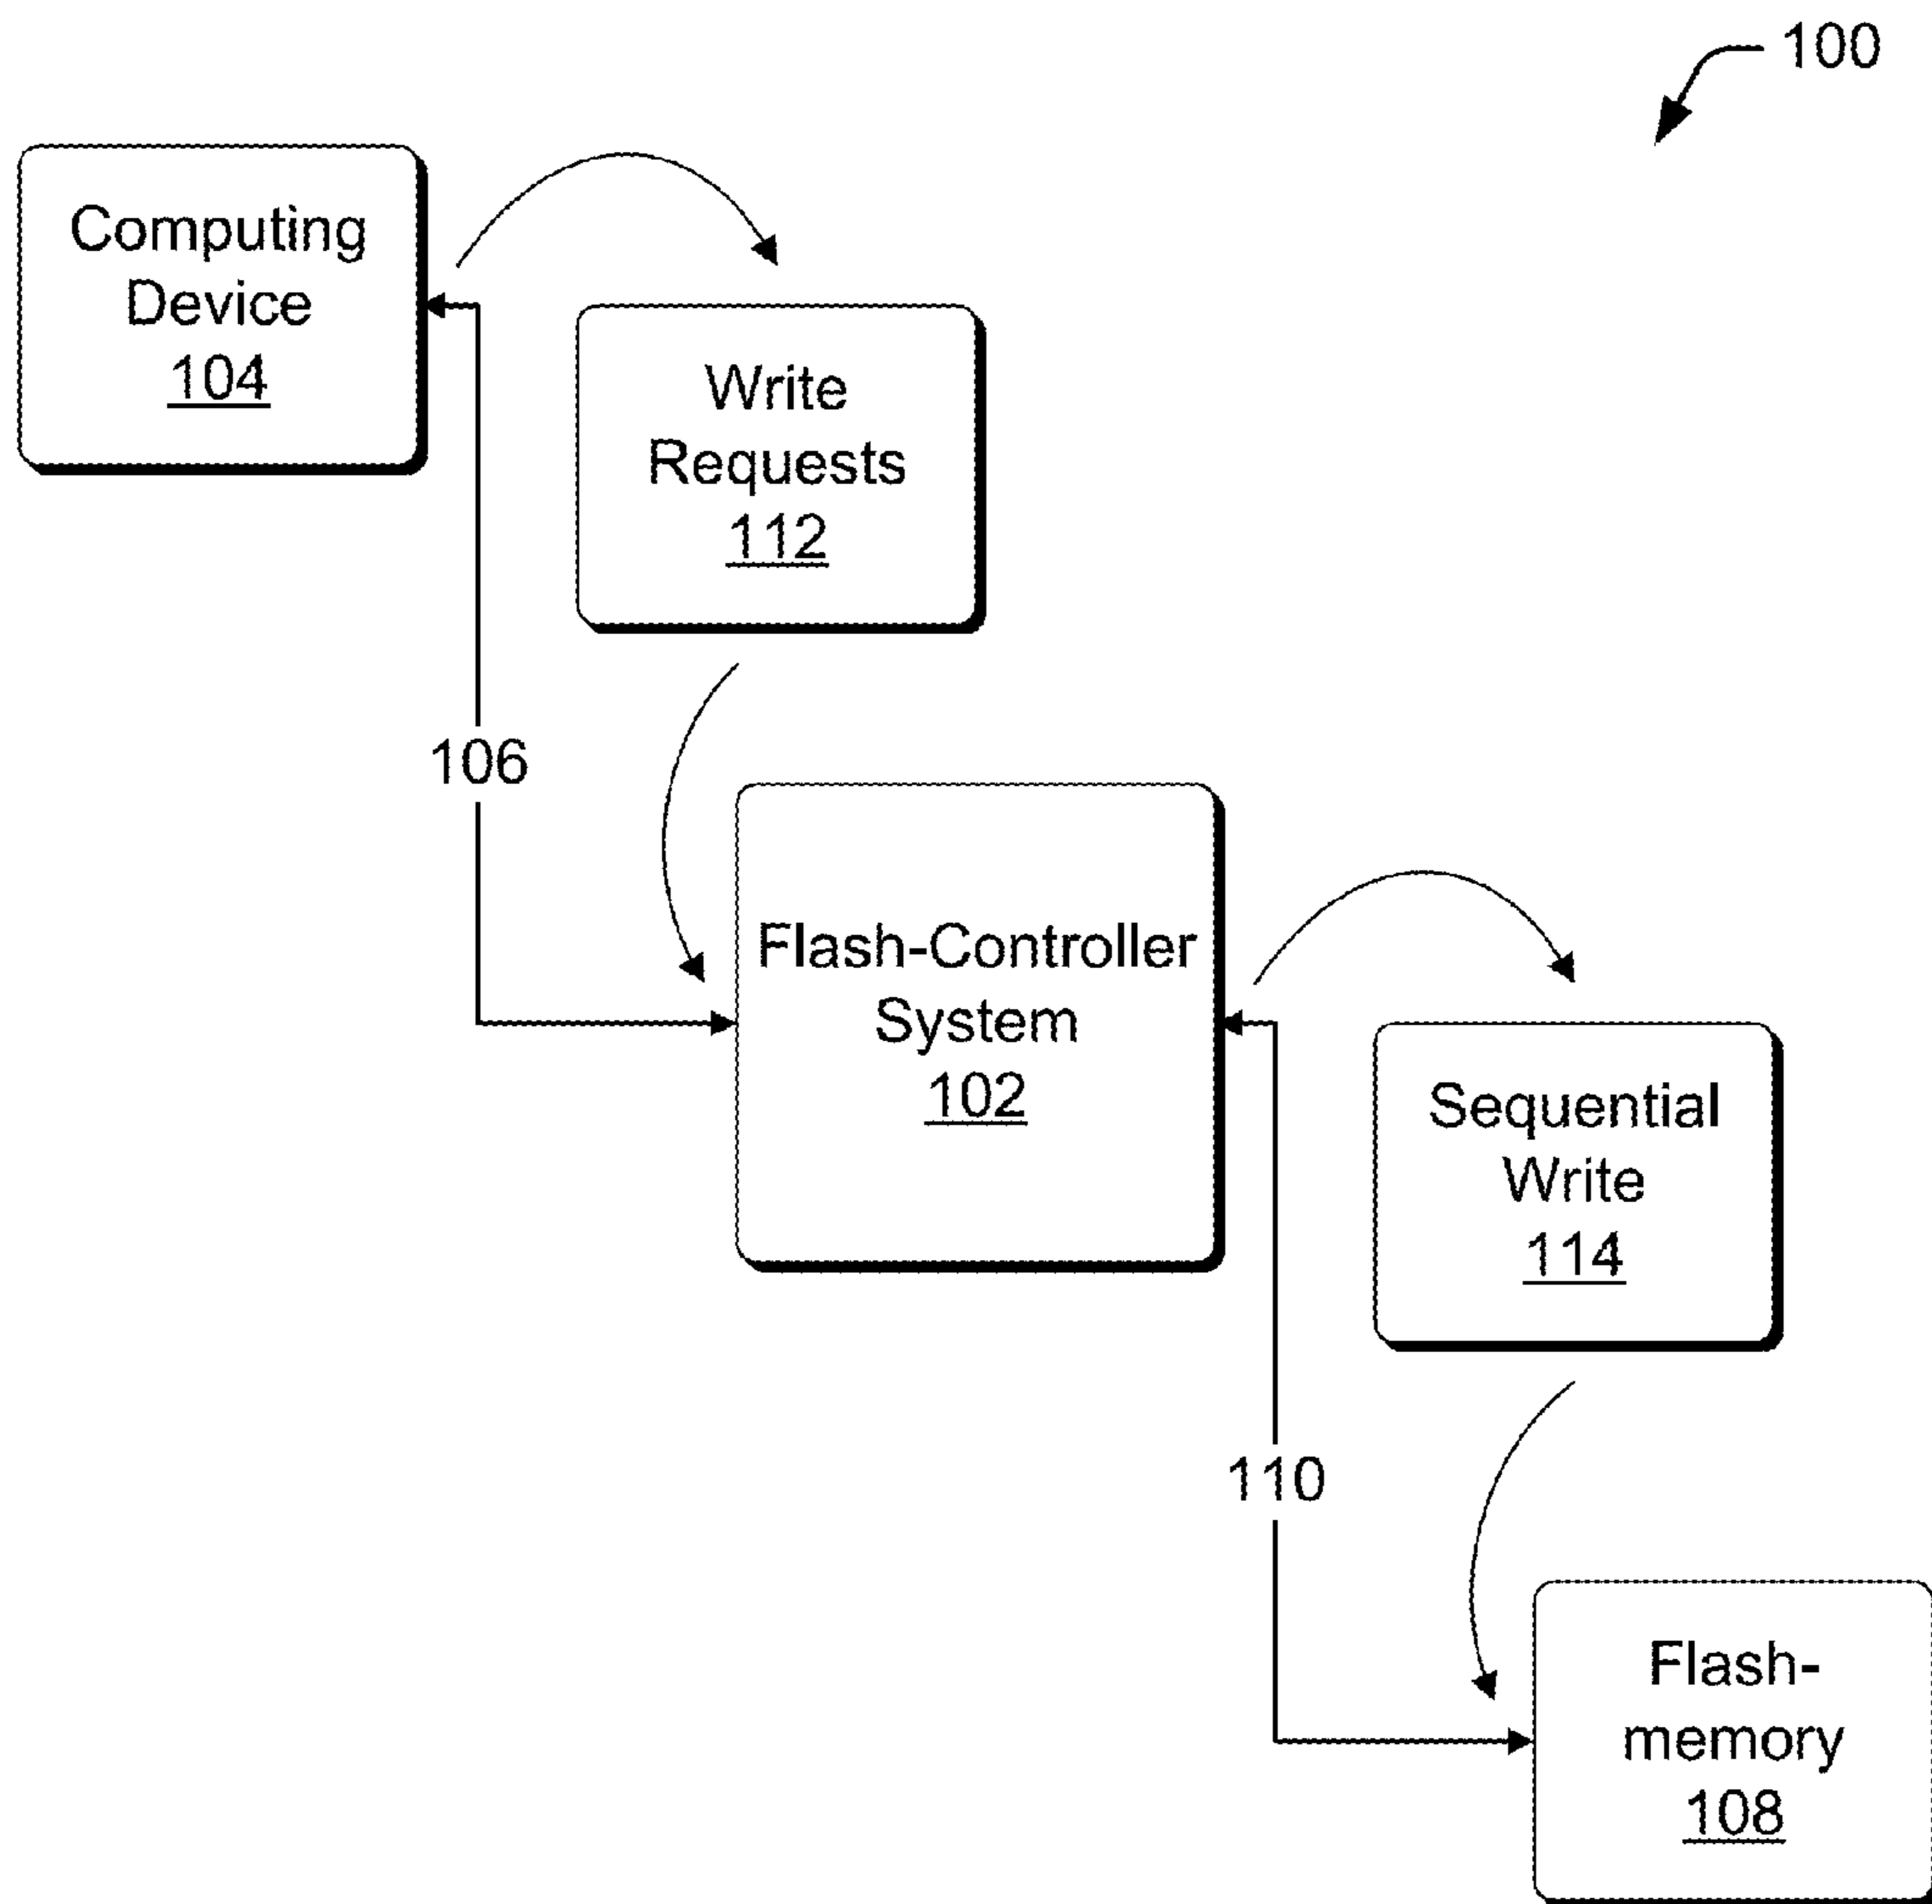 100
Computing
Device
104
Write
Requests
112
106
Flash-Controller
System
102
Sequential
Write
114
110
Flash-
memory
108